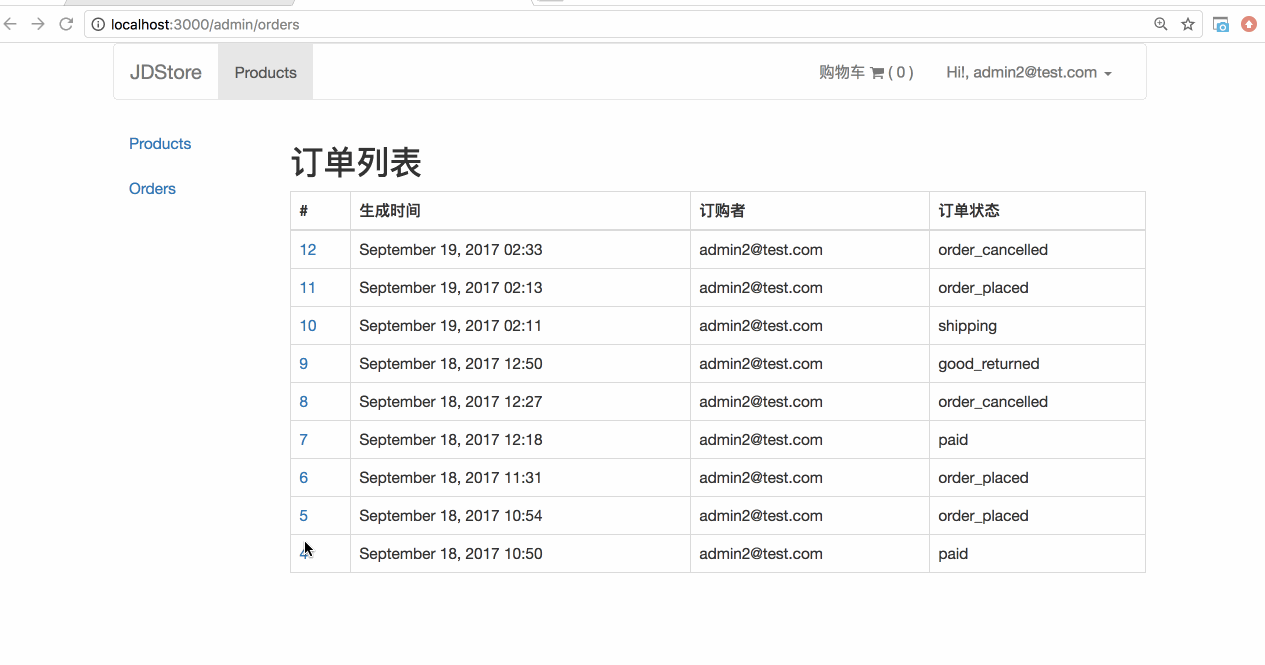 localhost:3000/admin/orders
JDStore Products 购物车 ( 0 ) Hi!, admin2@test.com
Products
Orders
订单列表
# 生成时间 订购者 订单状态
12 September 19, 2017 02:33 admin2@test.com order_cancelled
11 September 19, 2017 02:13 admin2@test.com order_placed
10 September 19, 2017 02:11 admin2@test.com shipping
9 September 18, 2017 12:50 admin2@test.com good_returned
8 September 18, 2017 12:27 admin2@test.com order_cancelled
7 September 18, 2017 12:18 admin2@test.com paid
6 September 18, 2017 11:31 admin2@test.com order_placed
5 September 18, 2017 10:54 admin2@test.com order_placed
4 September 18, 2017 10:50 admin2@test.com paid